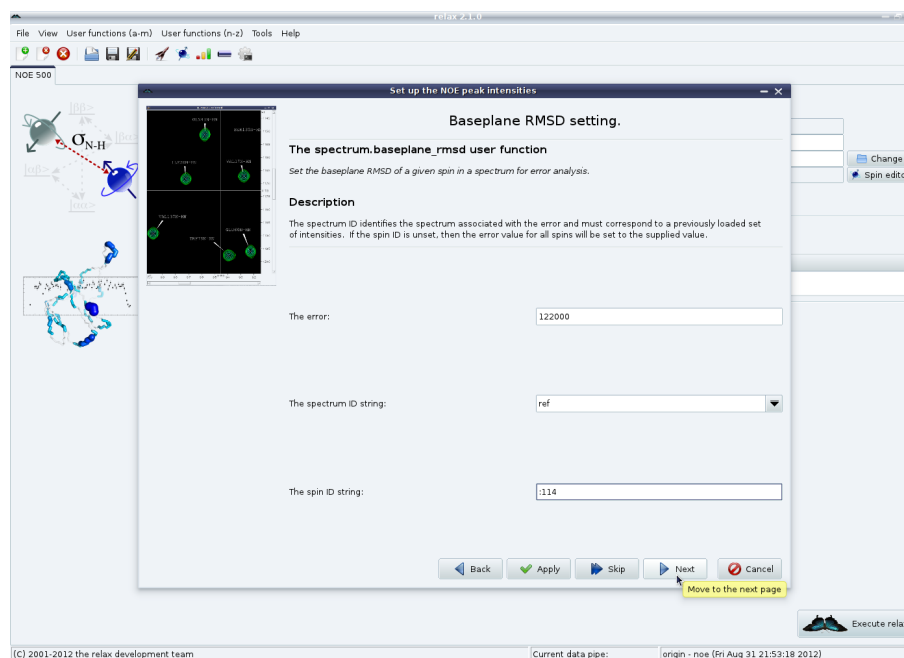 relax 2.1.0
File View User functions (a-m) User functions (n-z) Tools Help
NOE 500
σN-H
|ββ>
|αβ>
|αα>
Set up the NOE peak intensities
Baseplane RMSD setting.
The spectrum.baseplane_rmsd user function
Set the baseplane RMSD of a given spin in a spectrum for error analysis.
Description
The spectrum ID identifies the spectrum associated with the error and must correspond to a previously loaded set
of intensities. If the spin ID is unset, then the error value for all spins will be set to the supplied value.
The error: 122000
The spectrum ID string: ref
The spin ID string: :114
Back Apply Skip Next Cancel
Move to the next page
Change
Spin edito
Execute rela
(C) 2001-2012 the relax development team Current data pipe: origin - noe (Fri Aug 31 21:53:18 2012)